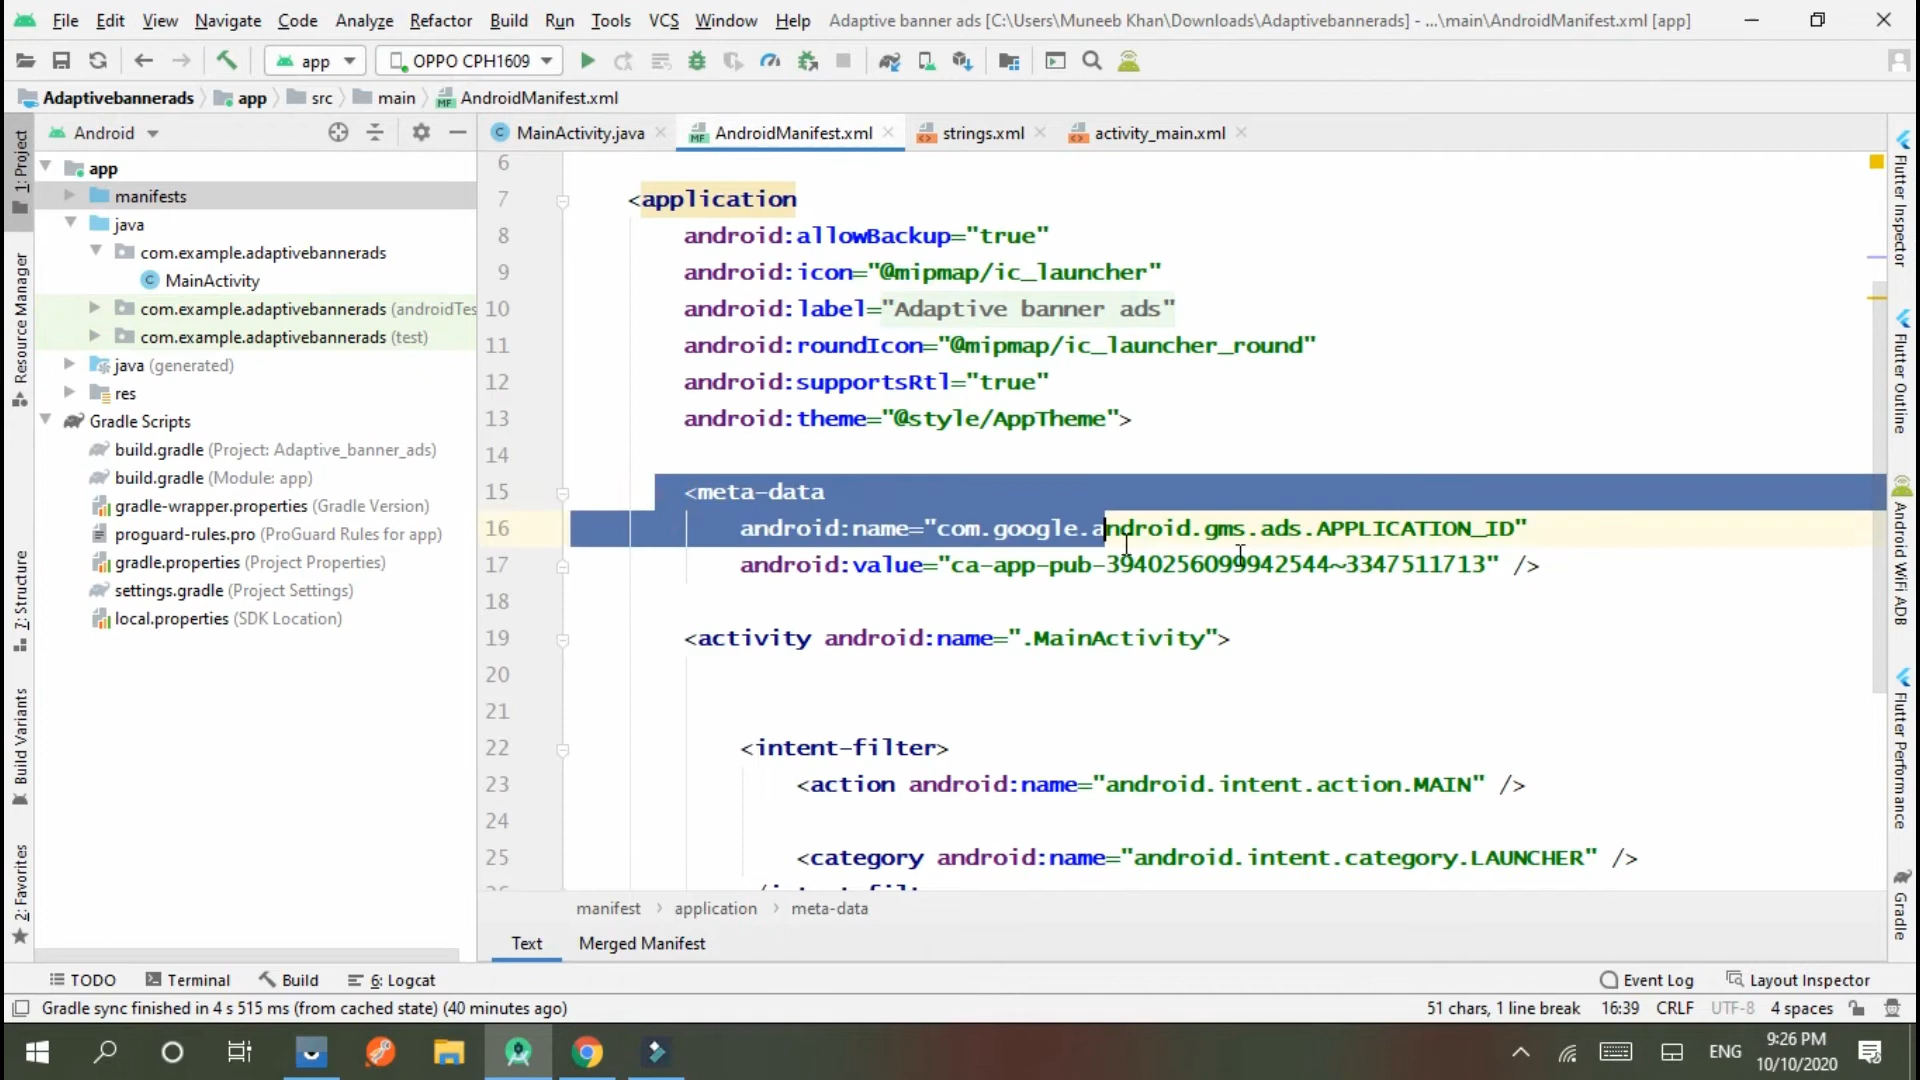 File Edit View Navigate Code Analyze Refactor Build Run Tools VCS Window Help Adaptive banner ads [C:\Users\Muneeb Khan\Downloads\Adaptivebannerads] - ...\main\AndroidManifest.xml [app]
app OPPO CPH1609
Adaptivebannerads app src main AndroidManifest.xml
Android
MainActivity.java AndroidManifest.xml strings.xml activity_main.xml
1: Project
Resource Manager
7: Structure
Build Variants
2: Favorites
app
manifests
java
com.example.adaptivebannerads
MainActivity
com.example.adaptivebannerads (androidTes
com.example.adaptivebannerads (test)
java (generated)
res
Gradle Scripts
build.gradle (Project: Adaptive_banner_ads)
build.gradle (Module: app)
gradle-wrapper.properties (Gradle Version)
proguard-rules.pro (ProGuard Rules for app)
gradle.properties (Project Properties)
settings.gradle (Project Settings)
local.properties (SDK Location)
6
7 <application
8 android:allowBackup="true"
9 android:icon="@mipmap/ic_launcher"
10 android:label="Adaptive banner ads"
11 android:roundIcon="@mipmap/ic_launcher_round"
12 android:supportsRtl="true"
13 android:theme="@style/AppTheme">
14
15 <meta-data
16 android:name="com.google.android.gms.ads.APPLICATION_ID"
17 android:value="ca-app-pub-3940256099942544~3347511713" />
18
19 <activity android:name=".MainActivity">
20
21
22 <intent-filter>
23 <action android:name="android.intent.action.MAIN" />
24
25 <category android:name="android.intent.category.LAUNCHER" />
manifest application meta-data
Text Merged Manifest
Flutter Inspector
Flutter Outline
Android WiFi ADB
Flutter Performance
Gradle
TODO Terminal Build 6: Logcat Event Log Layout Inspector
Gradle sync finished in 4 s 515 ms (from cached state) (40 minutes ago) 51 chars, 1 line break 16:39 CRLF UTF-8 4 spaces
ENG
9:26 PM
10/10/2020